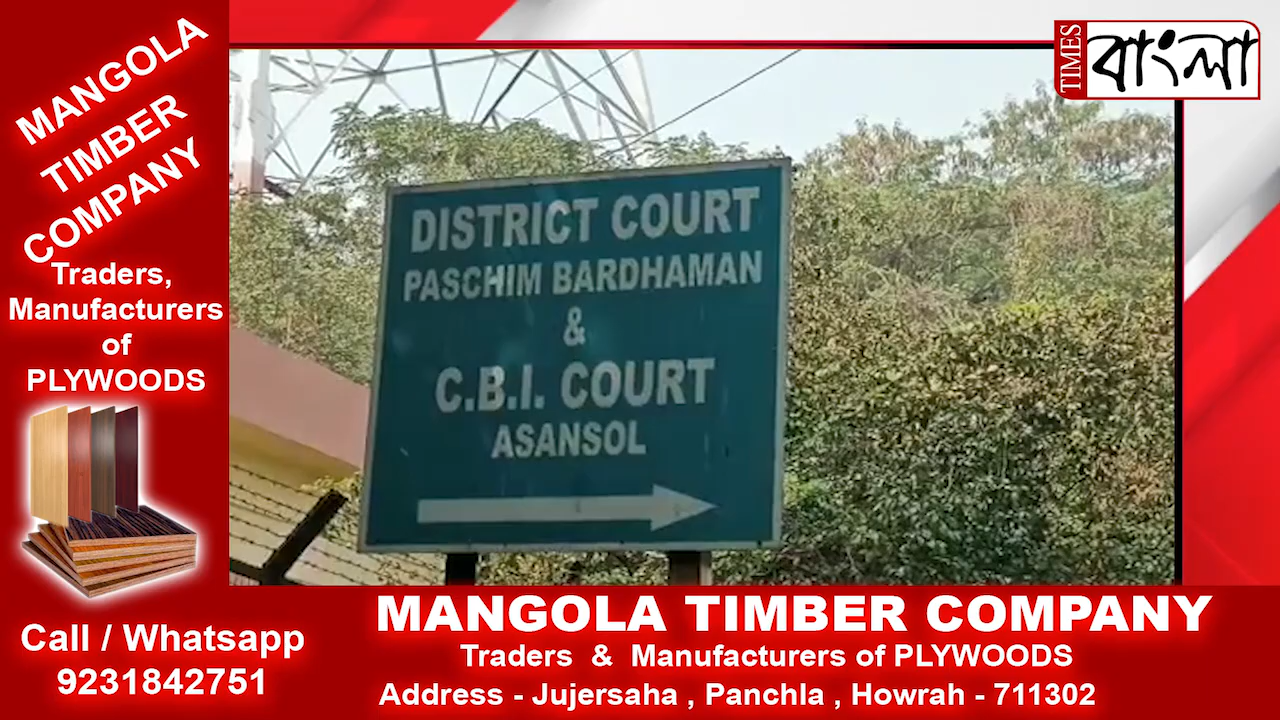 MANGOLA
TIMBER
COMPANY
Traders,
Manufacturers
of
PLYWOODS
Call / Whatsapp
9231842751
TIMES
বাংলা
DISTRICT COURT
PASCHIM BARDHAMAN
&
C.B.I. COURT
ASANSOL
MANGOLA TIMBER COMPANY
Traders & Manufacturers of PLYWOODS
Address - Jujersaha , Panchla , Howrah - 711302